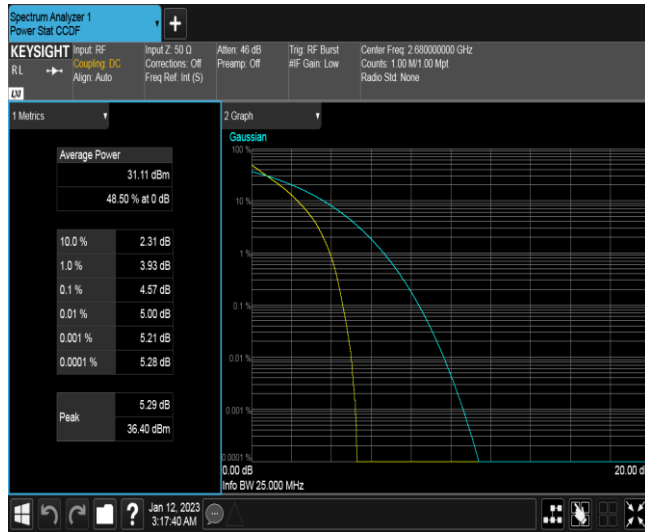 Spectrum Analyzer 1
Power Stat CCDF
+
KEYSIGHT
RL
LXI
Input: RF
Coupling: DC
Align: Auto
Input Z: 50 Ω
Corrections: Off
Freq Ref: Int (S)
Atten: 46 dB
Preamp: Off
Trig: RF Burst
#IF Gain: Low
Center Freq: 2.680000000 GHz
Counts: 1.00 M/1.00 Mpt
Radio Std: None
1 Metrics
Average Power
31.11 dBm
48.50 % at 0 dB
10.0 % 2.31 dB
1.0 % 3.93 dB
0.1 % 4.57 dB
0.01 % 5.00 dB
0.001 % 5.21 dB
0.0001 % 5.28 dB
Peak
5.29 dB
36.40 dBm
2 Graph
Gaussian
100 %
10 %
1 %
0.1 %
0.01 %
0.001 %
0.0001 %
0.00 dB
20.00 d
Info BW 25.000 MHz
?
Jan 12, 2023
3:17:40 AM